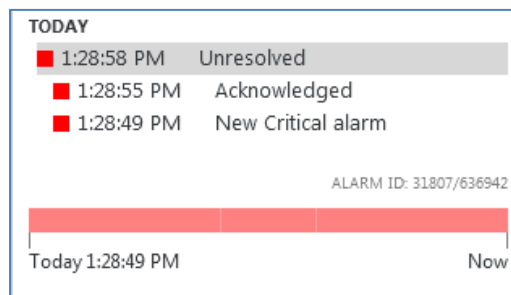 TODAY
1:28:58 PM Unresolved
1:28:55 PM Acknowledged
1:28:49 PM New Critical alarm
ALARM ID: 31807/636942
Today 1:28:49 PM Now